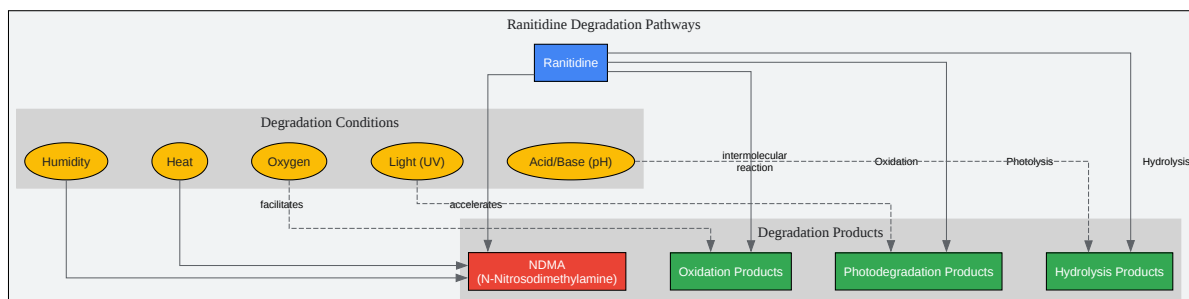 Ranitidine Degradation Pathways
Ranitidine
Degradation Conditions
Humidity
Heat
Oxygen
Light (UV)
Acid/Base (pH)
intermolecular
reaction
Oxidation
Photolysis
Hydrolysis
facilitates
accelerates
Degradation Products
NDMA
(N-Nitrosodimethylamine)
Oxidation Products
Photodegradation Products
Hydrolysis Products